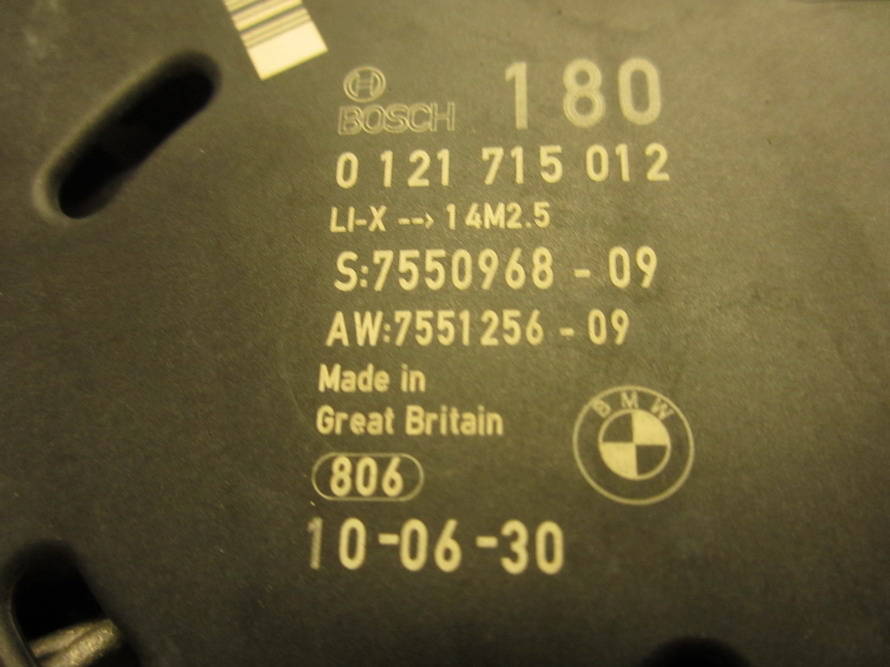 BOSCH 180
0 121 715 012
LI-X --> 14M2.5
S:7550968 - 09
AW:7551256 - 09
Made in
Great Britain
BMW
806
10-06-30